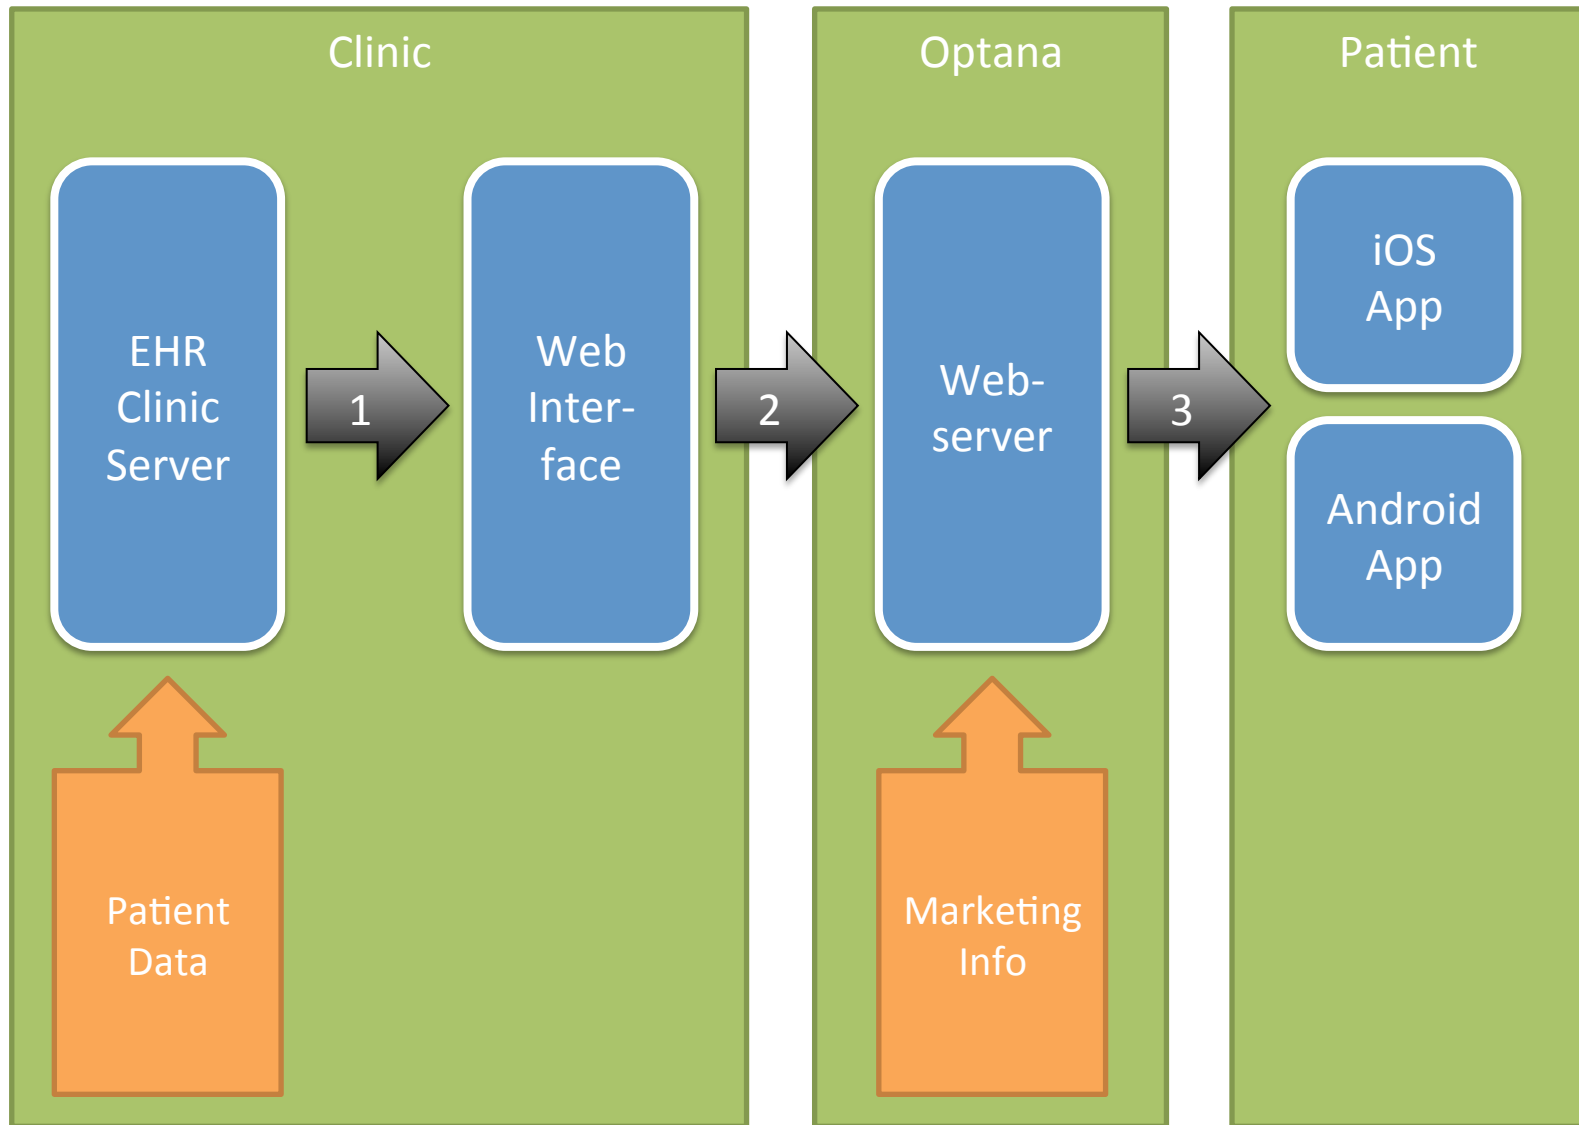 Clinic
Optana
Patient
EHR
Clinic
Server
1
Web
Inter-
face
2
Web-
server
3
iOS
App
Android
App
Patient
Data
Marketing
Info